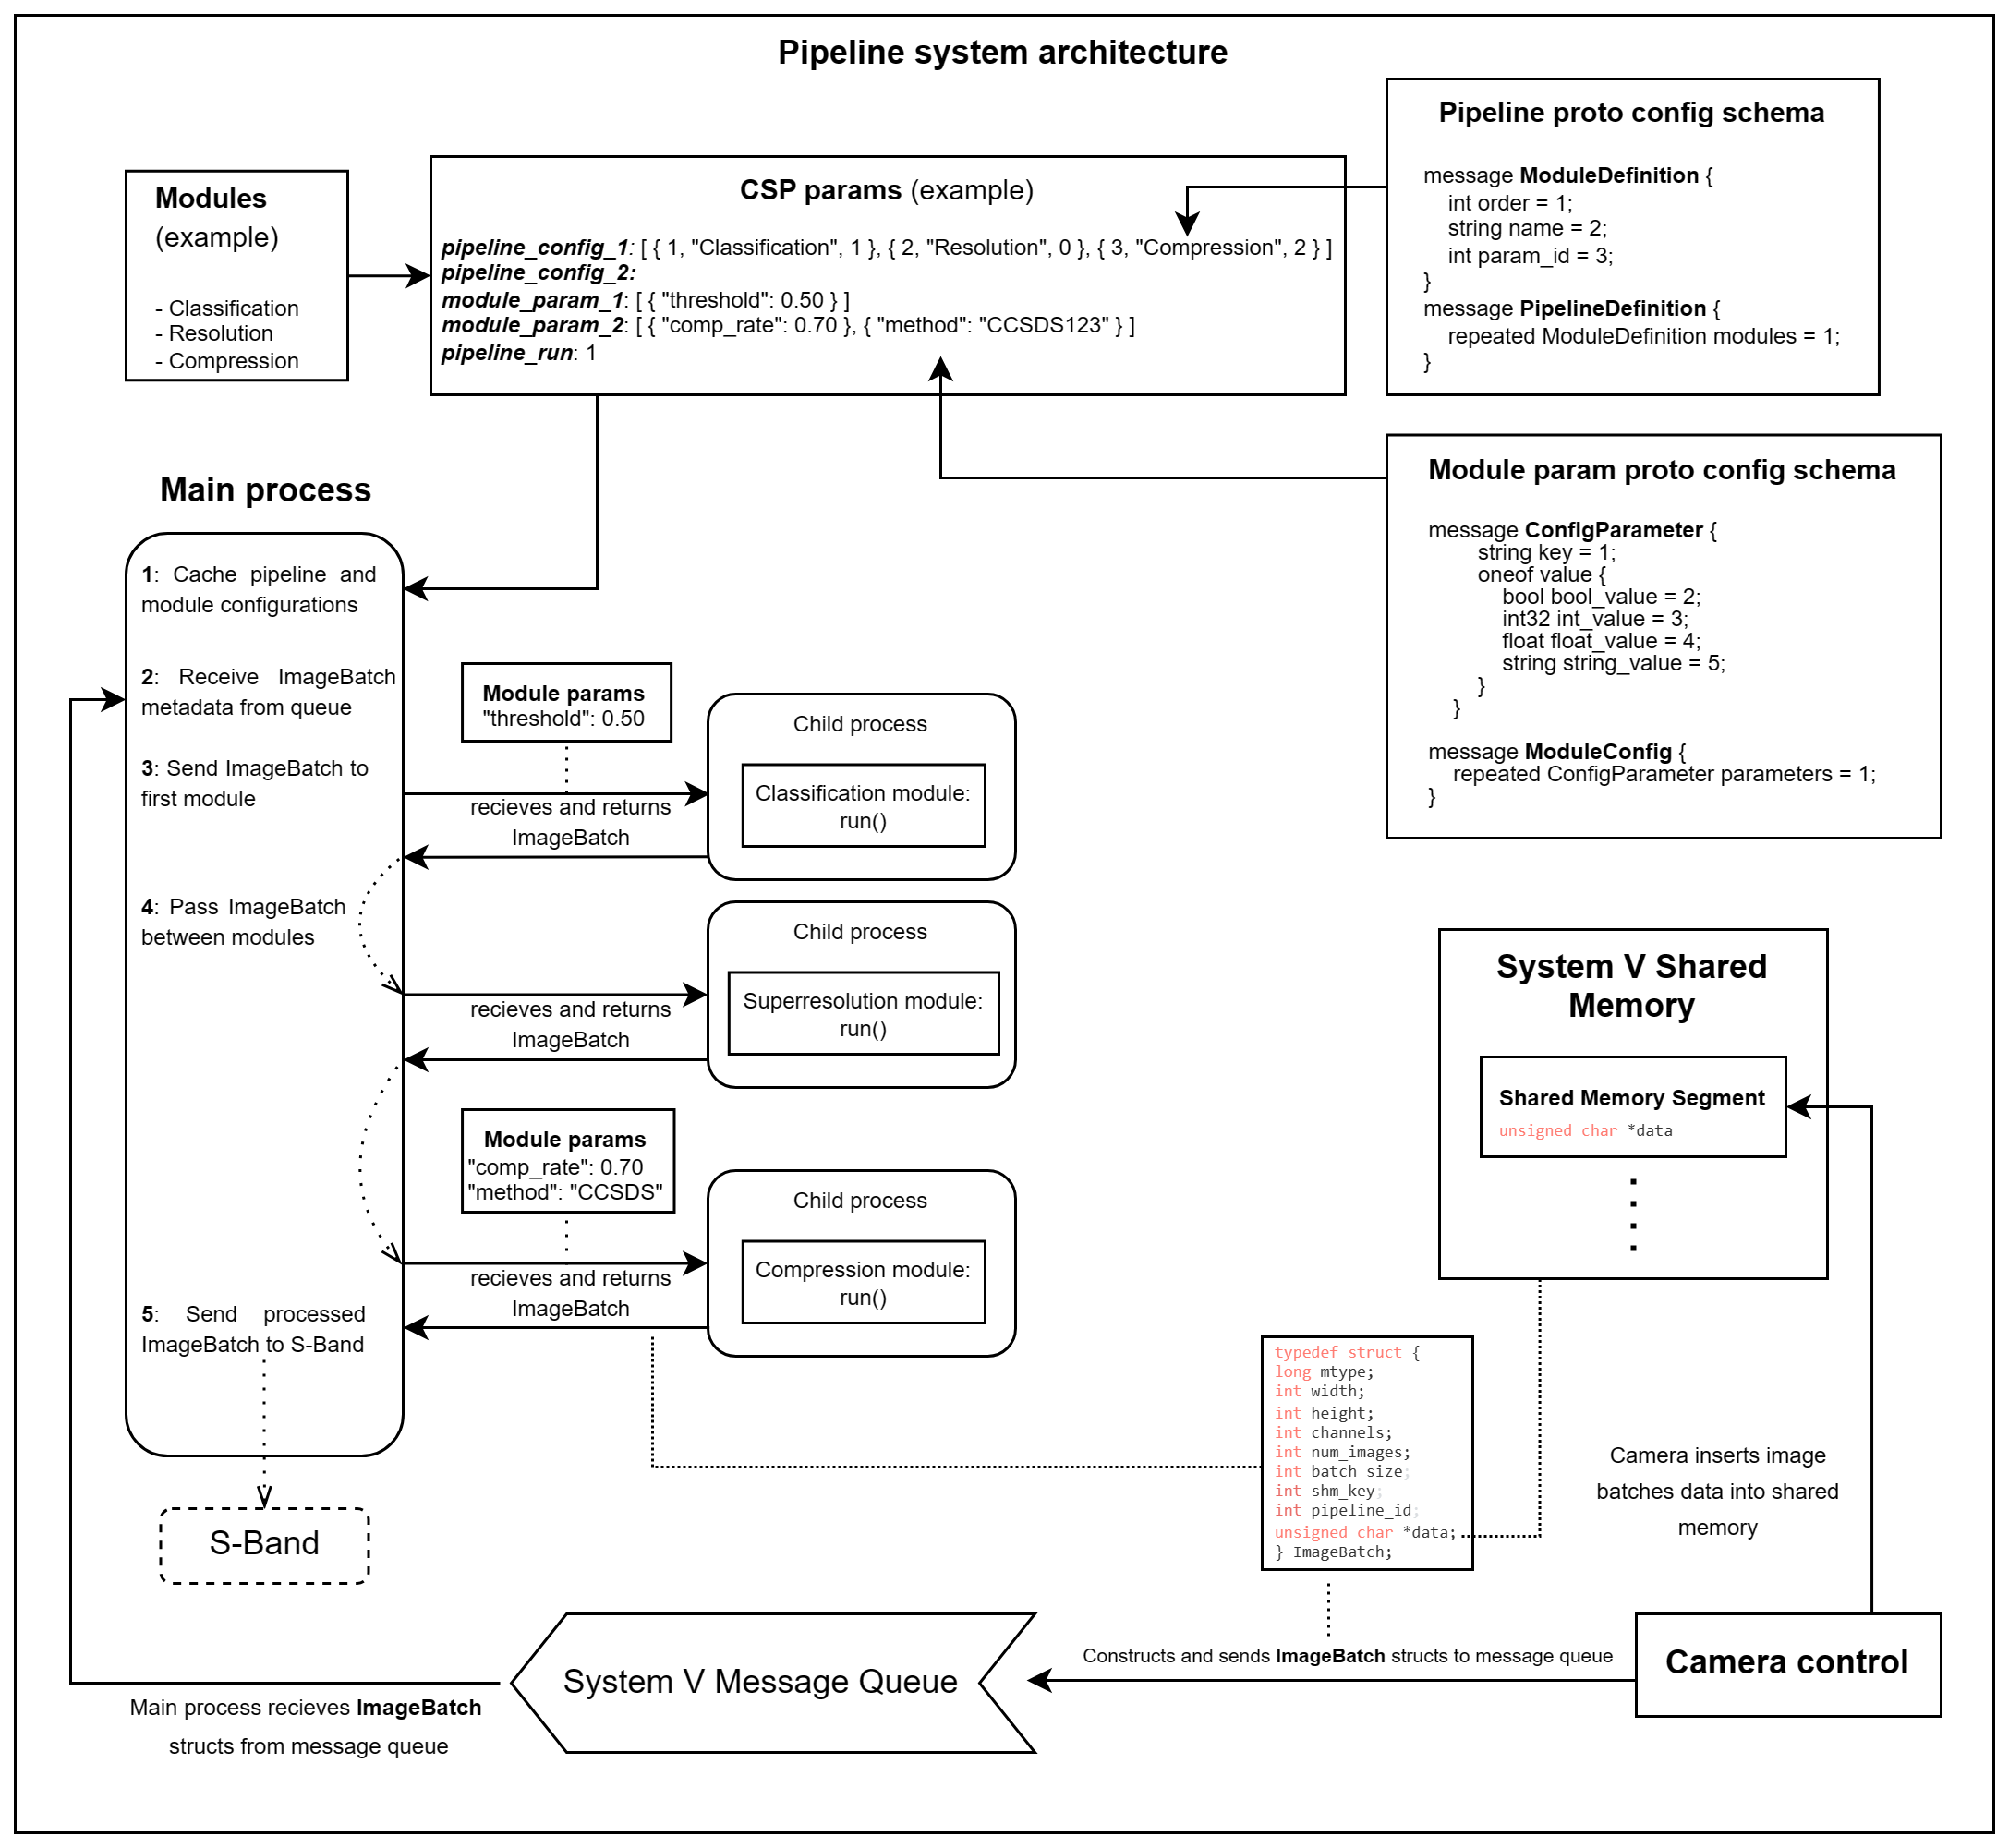 Pipeline system architecture
Modules
(example)
- Classification
- Resolution
- Compression
CSP params (example)
pipeline_config_1: [ { 1, "Classification", 1 }, { 2, "Resolution", 0 }, { 3, "Compression", 2 } ]
pipeline_config_2:
module_param_1: [ { "threshold": 0.50 } ]
module_param_2: [ { "comp_rate": 0.70 }, { "method": "CCSDS123" } ]
pipeline_run: 1
Pipeline proto config schema
message ModuleDefinition {
int order = 1;
string name = 2;
int param_id = 3;
}
message PipelineDefinition {
repeated ModuleDefinition modules = 1;
}
Module param proto config schema
message ConfigParameter {
string key = 1;
oneof value {
bool bool_value = 2;
int32 int_value = 3;
float float_value = 4;
string string_value = 5;
}
}
message ModuleConfig {
repeated ConfigParameter parameters = 1;
}
Main process
1: Cache pipeline and
module configurations
2: Receive ImageBatch
metadata from queue
3: Send ImageBatch to
first module
4: Pass ImageBatch
between modules
5: Send processed
ImageBatch to S-Band
S-Band
Module params
"threshold": 0.50
recieves and returns
ImageBatch
Child process
Classification module:
run()
recieves and returns
ImageBatch
Child process
Superresolution module:
run()
Module params
"comp_rate": 0.70
"method": "CCSDS"
recieves and returns
ImageBatch
Child process
Compression module:
run()
System V Shared
Memory
Shared Memory Segment
unsigned char *data
typedef struct {
long mtype;
int width;
int height;
int channels;
int num_images;
int batch_size;
int shm_key;
int pipeline_id;
unsigned char *data;
} ImageBatch;
Camera inserts image
batches data into shared
memory
Camera control
Constructs and sends ImageBatch structs to message queue
System V Message Queue
Main process recieves ImageBatch
structs from message queue